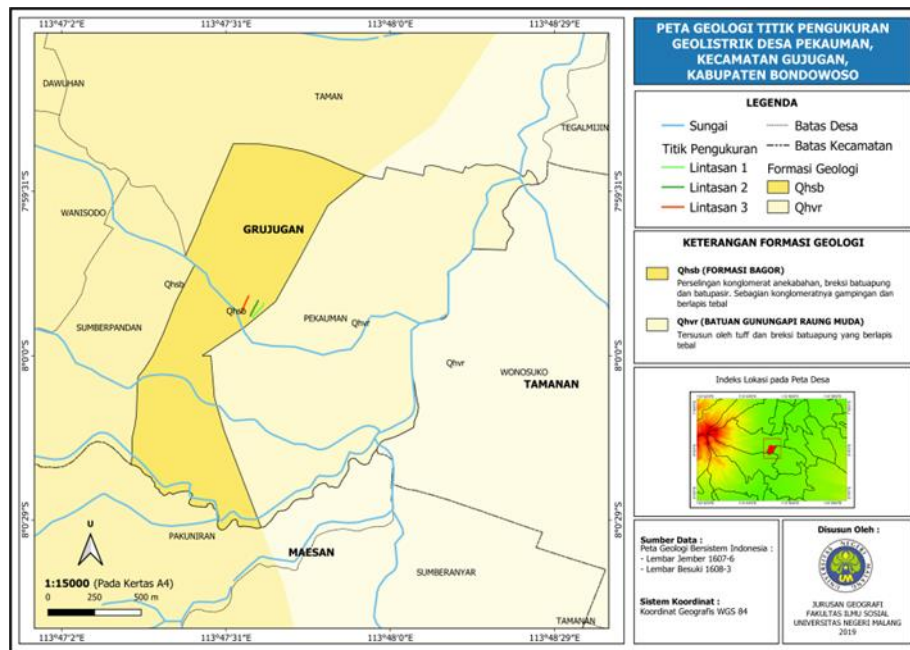 PETA GEOLOGI TITIK PENGUKURAN
GEOLISTRIK DESA PEKAUMAN,
KECAMATAN GUJUGAN,
KABUPATEN BONDOWOSO
113°47'2"
113°47'31"
113°48'0"
113°48'29"E
DAWUHAN
TAMAN
TEGALMIJIN
7°59'31"S
7°59'31"S
WANISODO
GRUJUGAN
Qhsb
Qhsb
PEKAUMAN
Qhvr
SUMBERPANDAN
8°0'0"S
8°0'0"S
Qhvr
WONOSUKO
TAMANAN
8°0'29"S
8°0'29"S
PAKUNIRAN
MAESAN
SUMBERANYAR
TAMANAN
U
1:15000 (Pada Kertas A4)
0 250 500 m
113°47'2"
113°47'31"
113°48'0"
113°48'29"E
LEGENDA
Sungai
Batas Desa
Titik Pengukuran
Batas Kecamatan
Lintasan 1
Formasi Geologi
Lintasan 2
Qhsb
Lintasan 3
Qhvr
KETERANGAN FORMASI GEOLOGI
Qhsb (FORMASI BAGOR)
Perselingan konglomerat anekabahan, breksi batuapung
dan batupasir. Sebagian konglomeratnya gampingan dan
berlapis tebal
Qhvr (BATUAN GUNUNGAPI RAUNG MUDA)
Tersusun oleh tuff dan breksi batuapung yang berlapis
tebal
Indeks Lokasi pada Peta Desa
Sumber Data :
Peta Geologi Bersistem Indonesia :
- Lembar Jember 1607-6
- Lembar Besuki 1608-3
Sistem Koordinat :
Koordinat Geografis WGS 84
Disusun Oleh :
UNIVERSITAS NEGERI MALANG
UM
JURUSAN GEOGRAFI
FAKULTAS ILMU SOSIAL
UNIVERSITAS NEGERI MALANG
2019